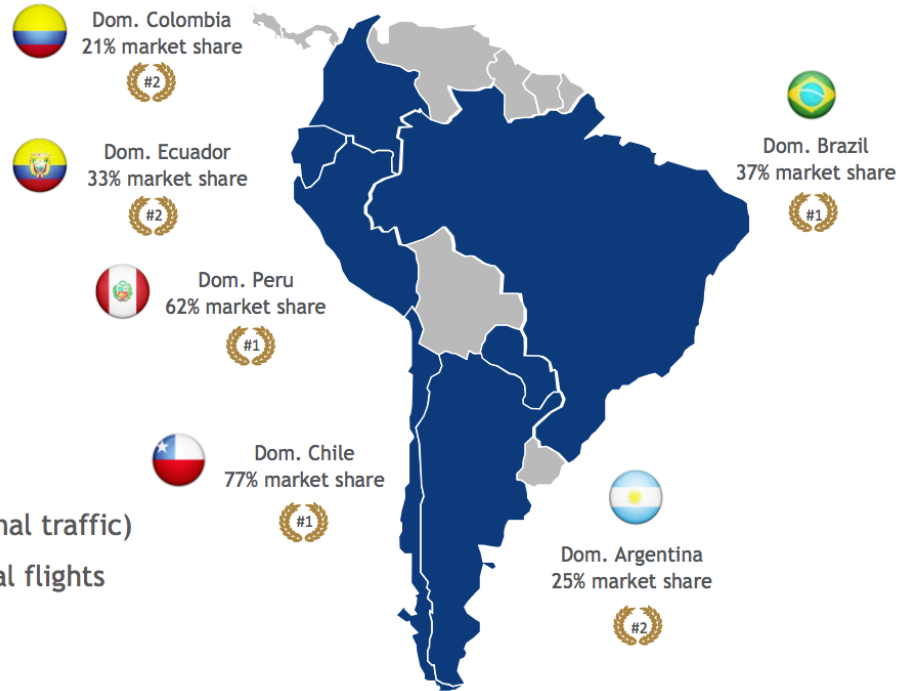 Dom. Colombia
21% market share
#2
Dom. Ecuador
33% market share
#2
Dom. Peru
62% market share
#1
Dom. Chile
77% market share
#1
nal traffic)
al flights
Dom. Brazil
37% market share
#1
Dom. Argentina
25% market share
#2